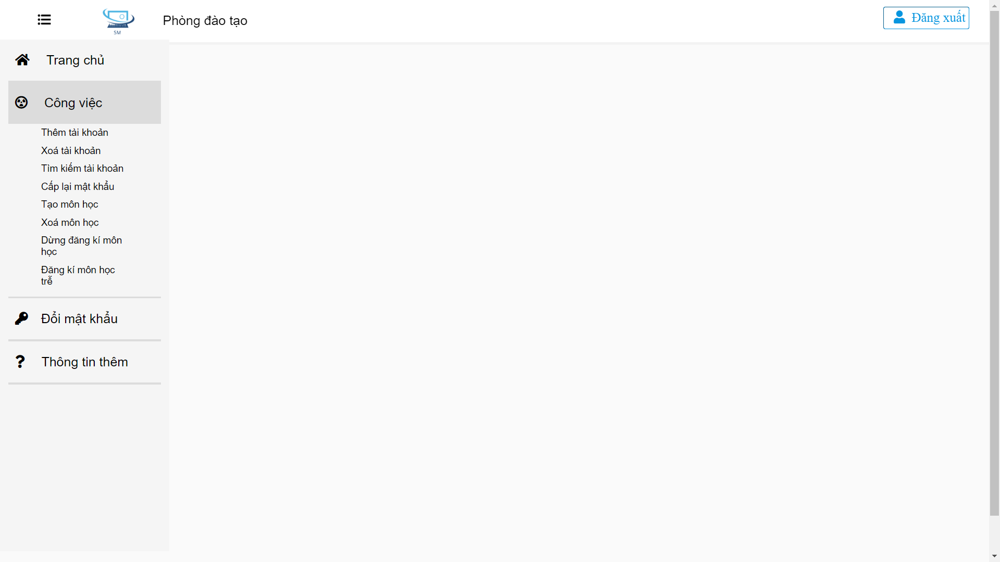 SM
Phòng đào tạo
Đăng xuất
Trang chủ
Công việc
Thêm tài khoản
Xoá tài khoản
Tìm kiếm tài khoản
Cấp lại mật khẩu
Tạo môn học
Xoá môn học
Dừng đăng kí môn
học
Đăng kí môn học
trễ
Đổi mật khẩu
Thông tin thêm